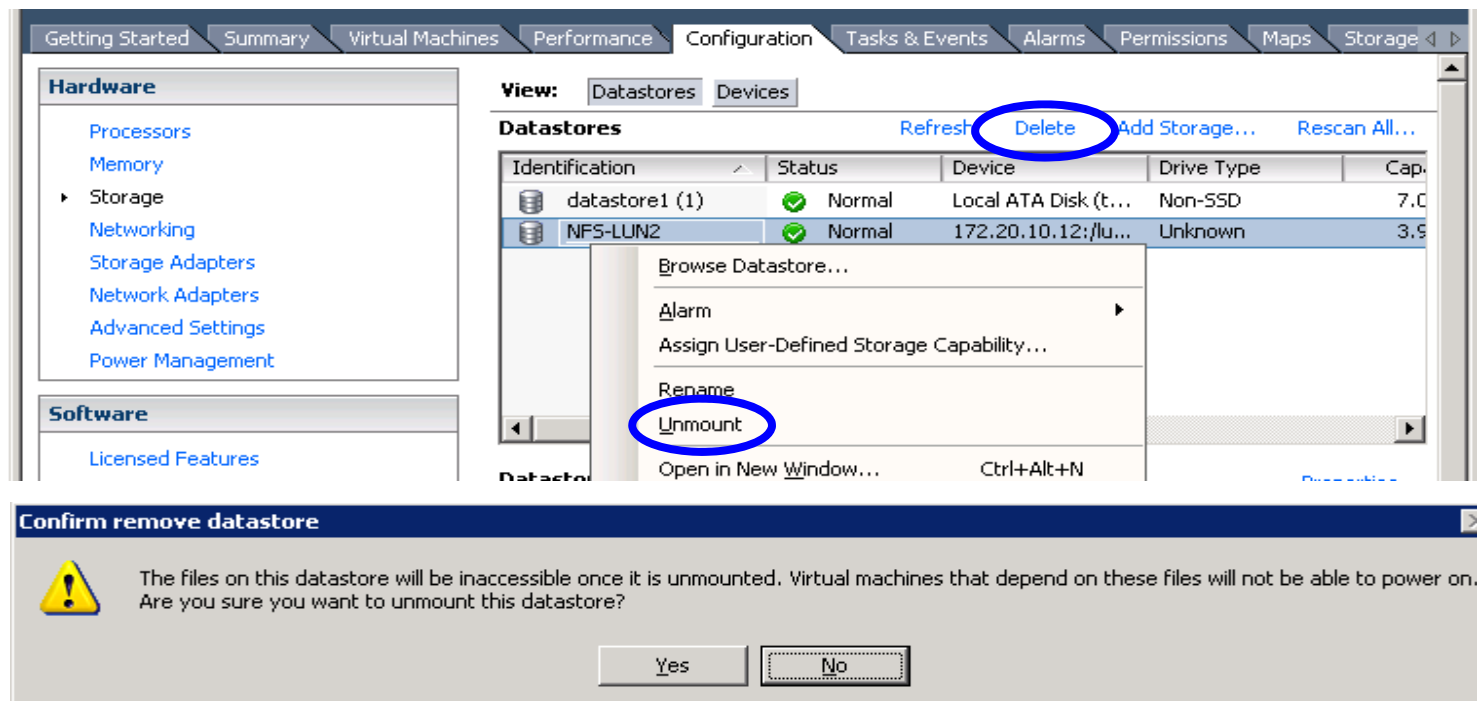 Getting Started Summary Virtual Machines Performance Configuration Tasks & Events Alarms Permissions Maps Storage
Hardware
Processors
Memory
Storage
Networking
Storage Adapters
Network Adapters
Advanced Settings
Power Management
Software
Licensed Features
View: Datastores Devices
Datastores Refresh Delete Add Storage... Rescan All...
Identification Status Device Drive Type Cap
datastore1 (1) Normal Local ATA Disk (t... Non-SSD 7.0
NFS-LUN2 Normal 172.20.10.12:/lu... Unknown 3.9
Browse Datastore...
Alarm
Assign User-Defined Storage Capability...
Rename
Unmount
Open in New Window... Ctrl+Alt+N
Confirm remove datastore
The files on this datastore will be inaccessible once it is unmounted. Virtual machines that depend on these files will not be able to power on.
Are you sure you want to unmount this datastore?
Yes No